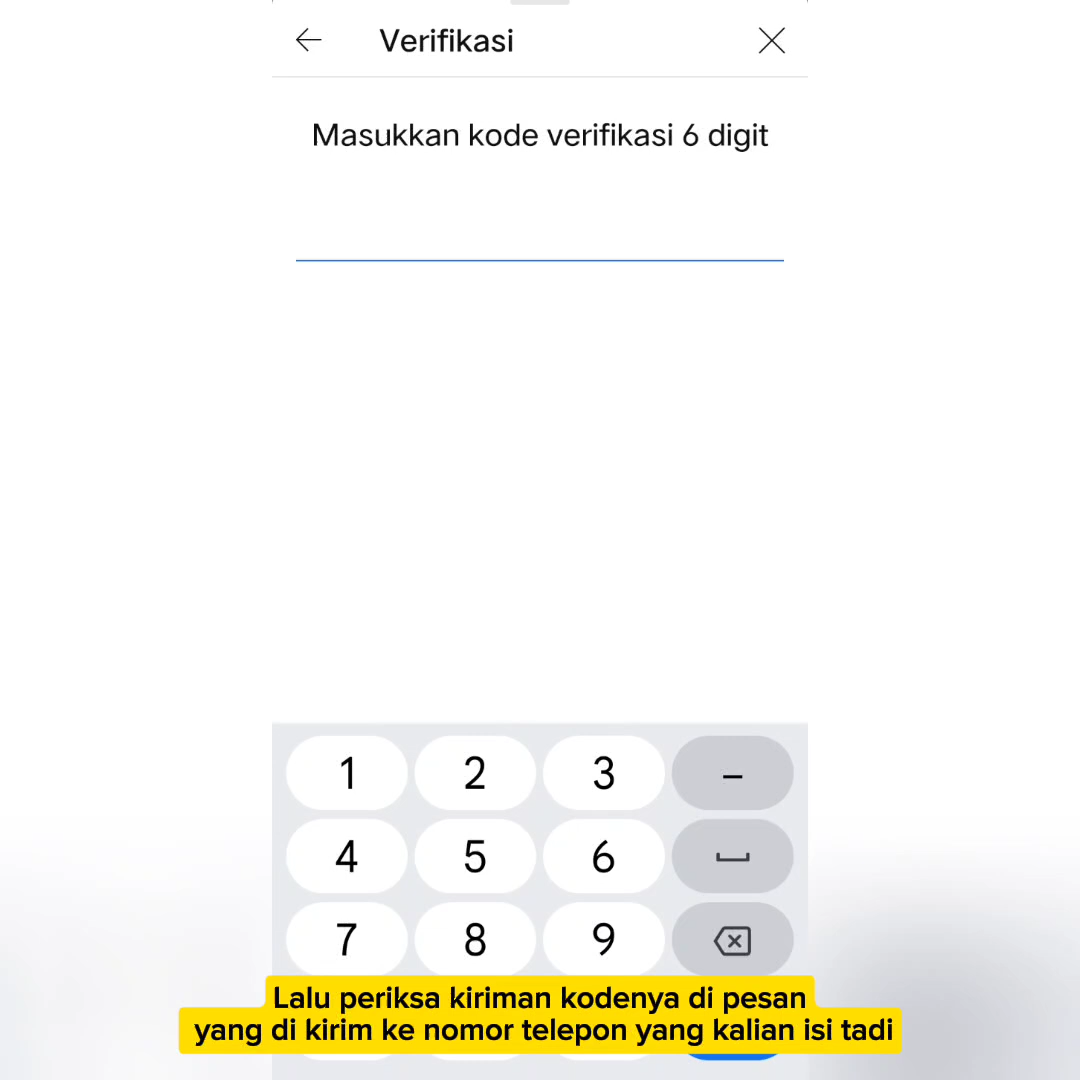 Verifikasi
Masukkan kode verifikasi 6 digit
1 2 3 –
4 5 6
7 8 9
Lalu periksa kiriman kodenya di pesan
yang di kirim ke nomor telepon yang kalian isi tadi